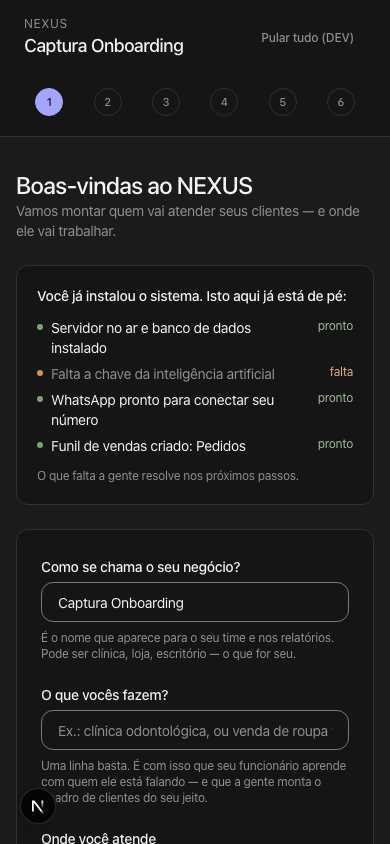 NEXUS
Captura Onboarding
Pular tudo (DEV)
1 2 3 4 5 6
Boas-vindas ao NEXUS
Vamos montar quem vai atender seus clientes — e onde
ele vai trabalhar.
Você já instalou o sistema. Isto aqui já está de pé:
Servidor no ar e banco de dados
instalado
pronto
Falta a chave da inteligência artificial
falta
WhatsApp pronto para conectar seu
número
pronto
Funil de vendas criado: Pedidos
pronto
O que falta a gente resolve nos próximos passos.
Como se chama o seu negócio?
Captura Onboarding
É o nome que aparece para o seu time e nos relatórios.
Pode ser clínica, loja, escritório — o que for seu.
O que vocês fazem?
Ex.: clínica odontológica, ou venda de roupa
Uma linha basta. É com isso que seu funcionário aprende
com quem ele está falando — e que a gente monta o
de clientes do seu jeito.
N
Onde você atende